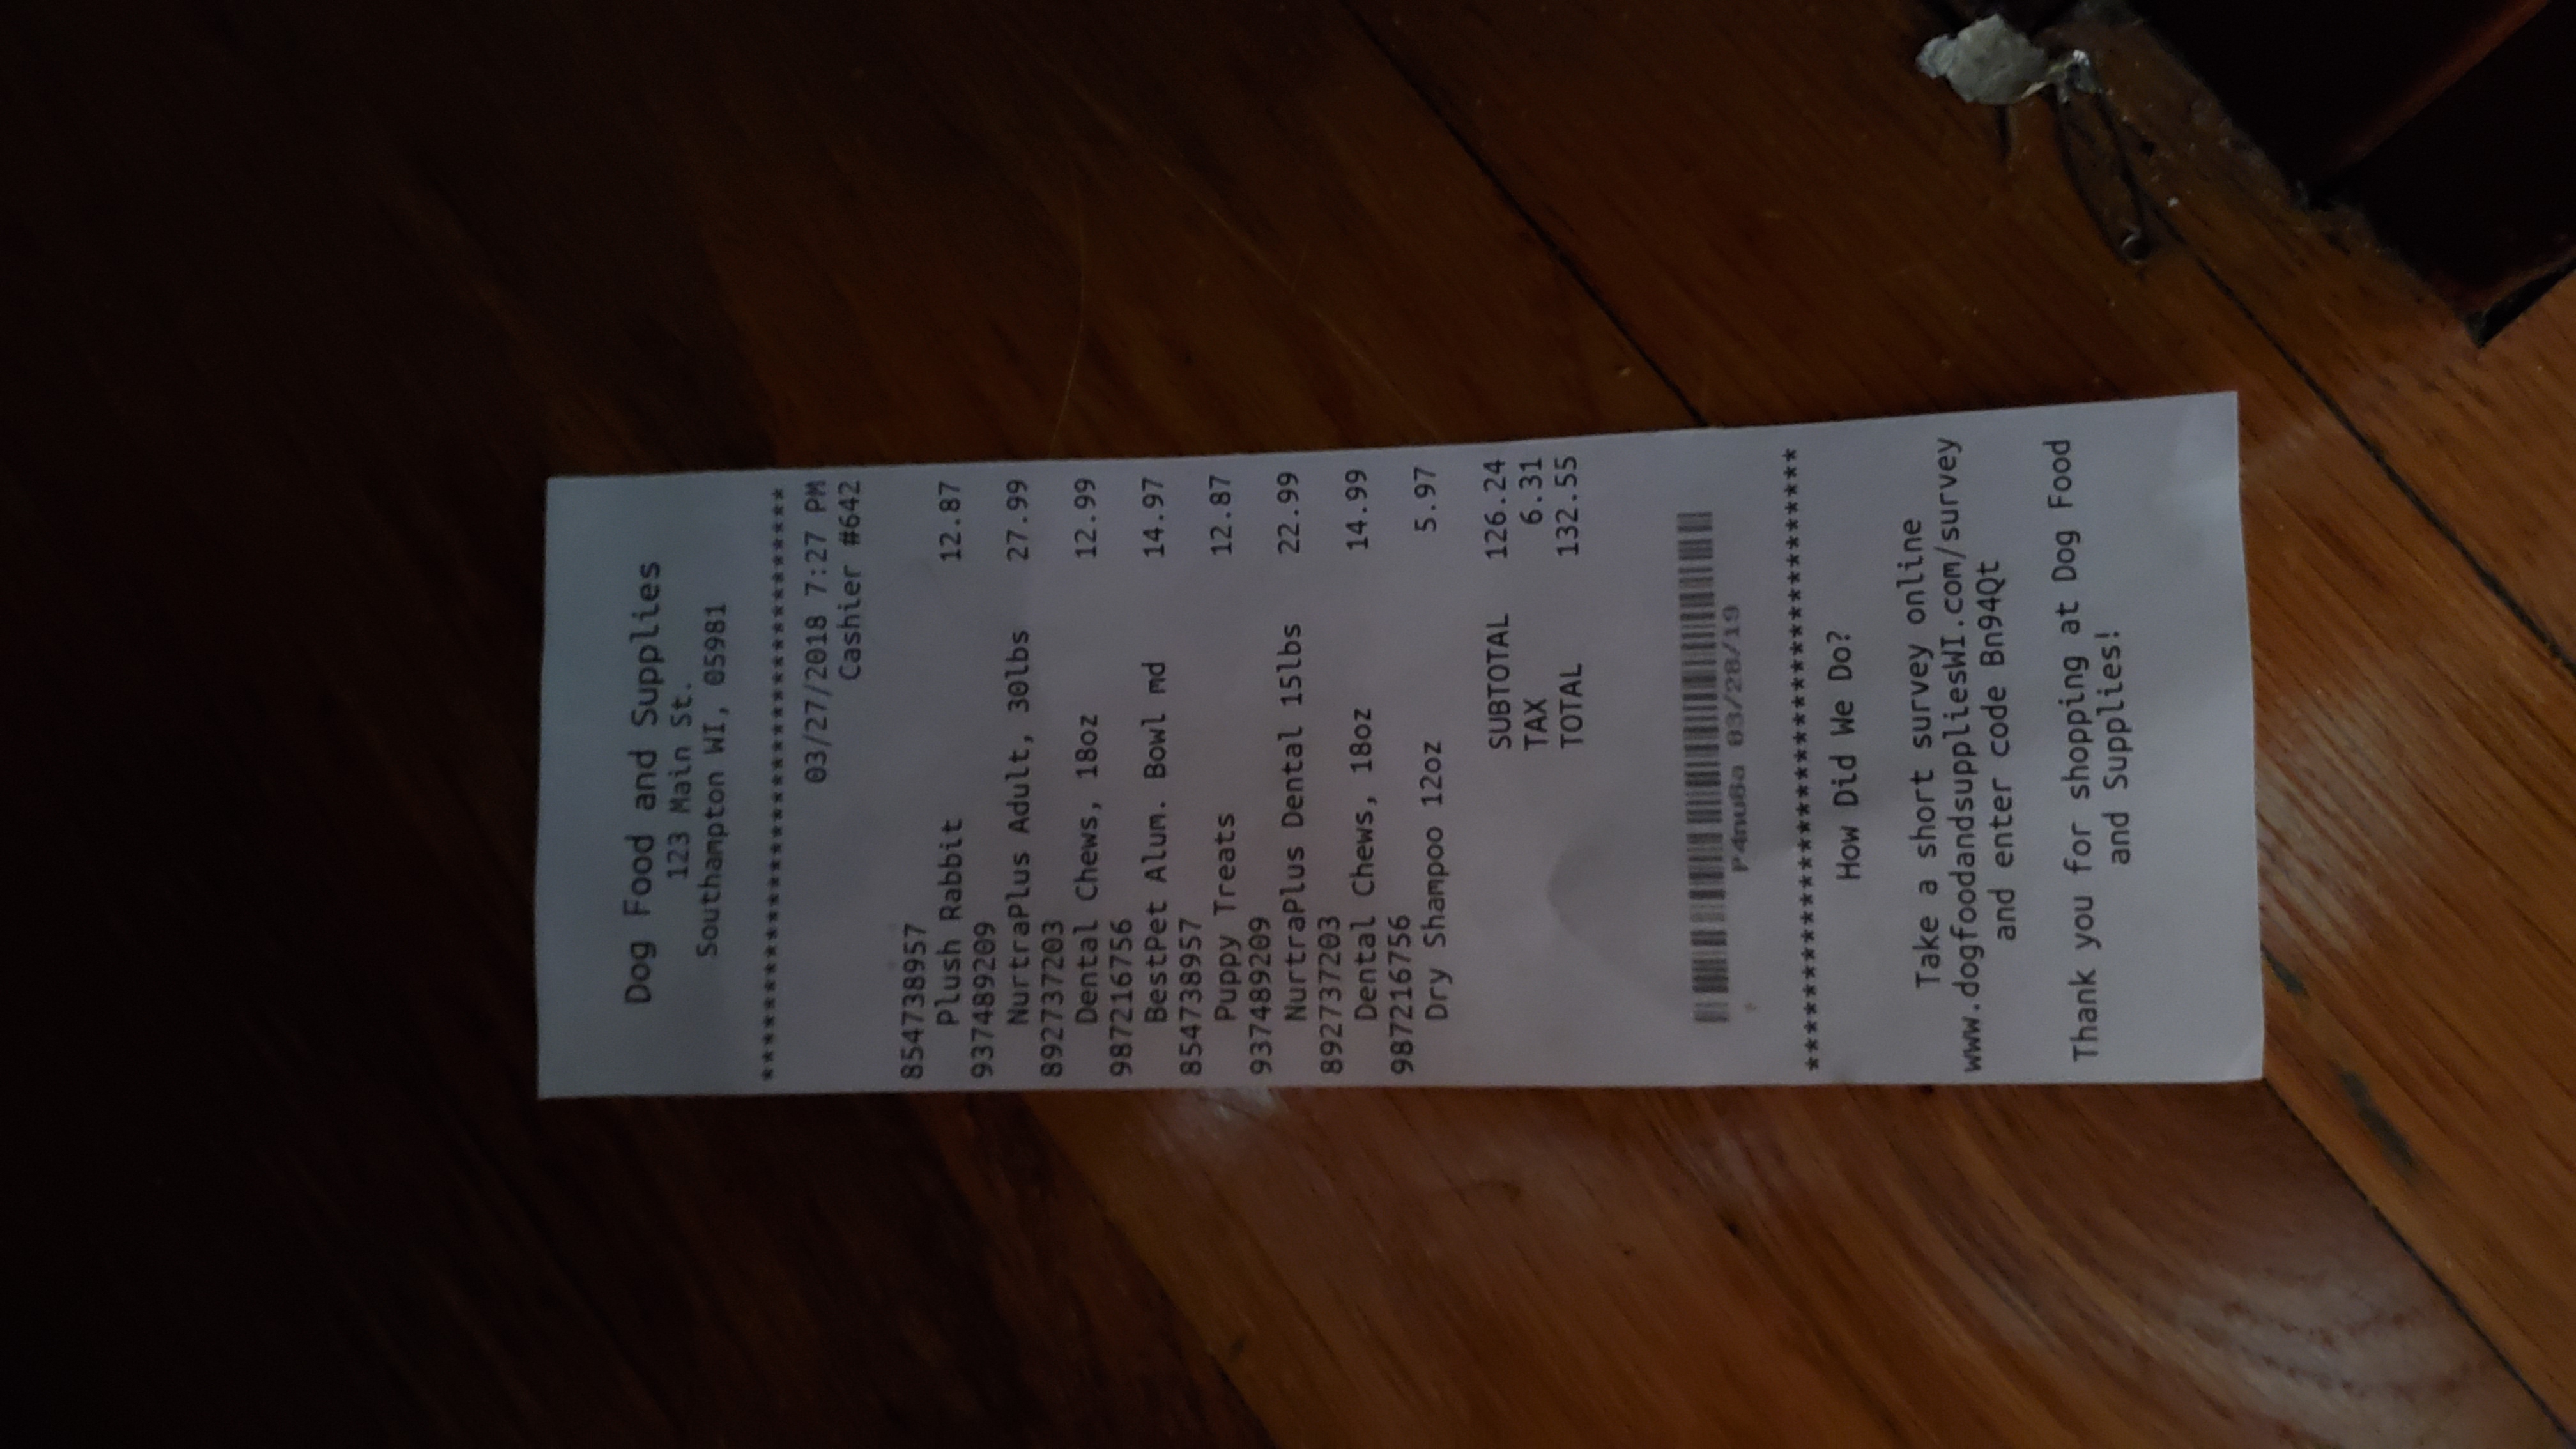 Dog Food and Supplies
123 Main St.
Southampton WI, 05981
***********************************
03/27/2018 7:27 PM
Cashier #642
854738957
Plush Rabbit 12.87
937489209
NurtraPlus Adult, 30lbs 27.99
892737203
Dental Chews, 18oz 12.99
987216756
BestPet Alum. Bowl md 14.97
854738957
Puppy Treats 12.87
937489209
NurtraPlus Dental 15lbs 22.99
892737203
Dental Chews, 18oz 14.99
987216756
Dry Shampoo 12oz 5.97
SUBTOTAL 126.24
TAX 6.31
TOTAL 132.55
03/28/19
***********************************
How Did We Do?
Take a short survey online
www.dogfoodandsuppliesWI.com/survey
and enter code Bn94Qt
Thank you for shopping at Dog Food
and Supplies!